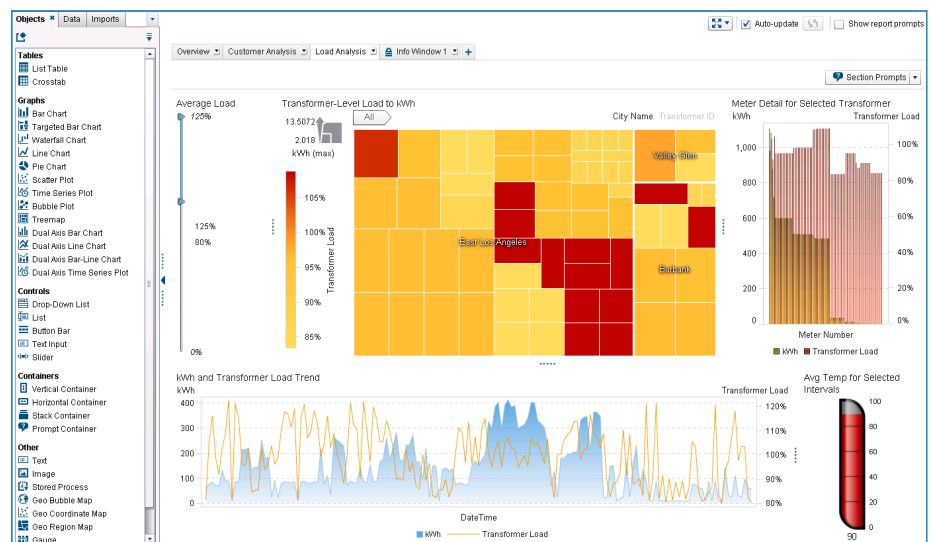 Objects
Data
Imports
Auto-update
Show report prompts
Tables
List Table
Crosstab
Graphs
Bar Chart
Targeted Bar Chart
Waterfall Chart
Line Chart
Pie Chart
Scatter Plot
Time Series Plot
Bubble Plot
Treemap
Dual Axis Bar Chart
Dual Axis Line Chart
Dual Axis Bar-Line Chart
Dual Axis Time Series Plot
Controls
Drop-Down List
List
Button Bar
Text Input
Slider
Containers
Vertical Container
Horizontal Container
Stack Container
Prompt Container
Other
Text
Image
Stored Process
Geo Bubble Map
Geo Coordinate Map
Geo Region Map
Gauge
Overview
Customer Analysis
Load Analysis
Info Window 1
Section Prompts
Average Load
125%
125%
80%
0%
Transformer-Level Load to kWh
13.5072
2.018
kWh (max)
All
City Name Transformer ID
105%
100%
95%
90%
85%
Transformer Load
East Los Angeles
Valley Glen
Burbank
Meter Detail for Selected Transformer
kWh
Transformer Load
1,000
800
600
400
200
0
100%
80%
60%
40%
20%
0%
Meter Number
kWh
Transformer Load
kWh and Transformer Load Trend
kWh
Transformer Load
400
300
200
100
0
120%
110%
100%
90%
80%
DateTime
kWh
Transformer Load
Avg Temp for Selected
Intervals
100
80
60
40
20
0
90